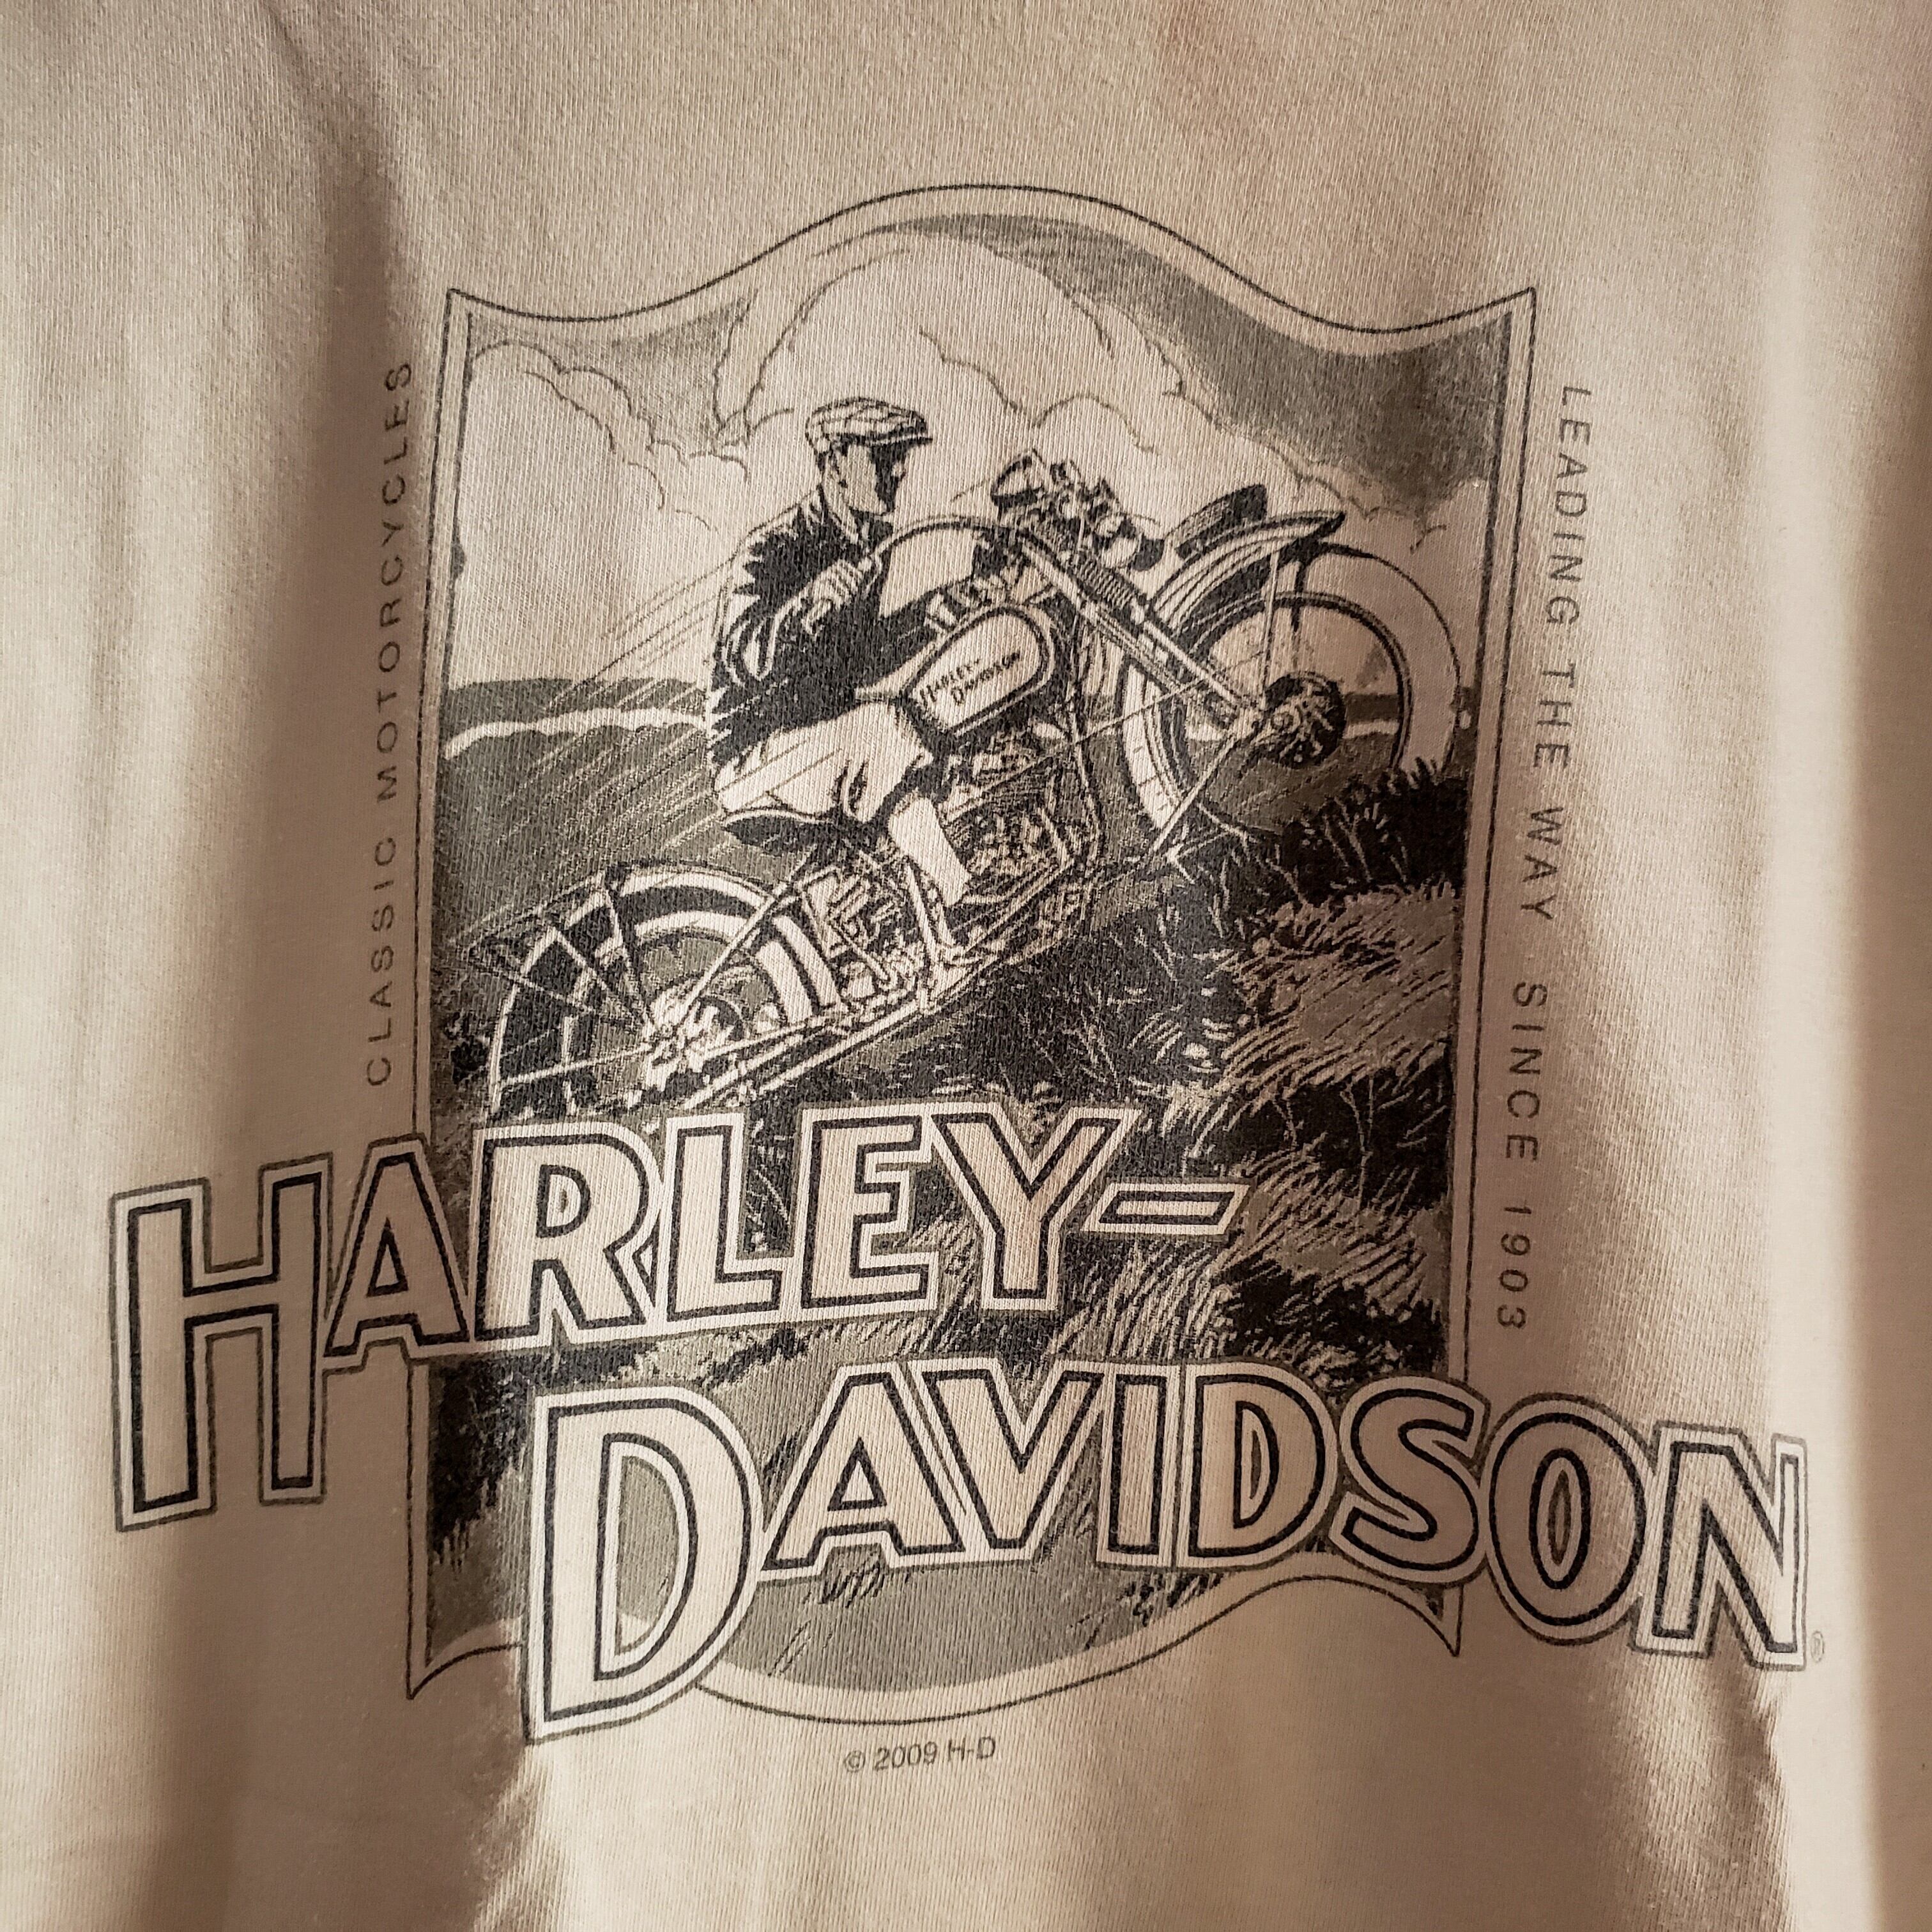 CLASSIC MOTORCYCLES
LEADING THE WAY SINCE 1903
HARLEY-
DAVIDSON
HARLEY-
DAVIDSON®
© 2009 H-D